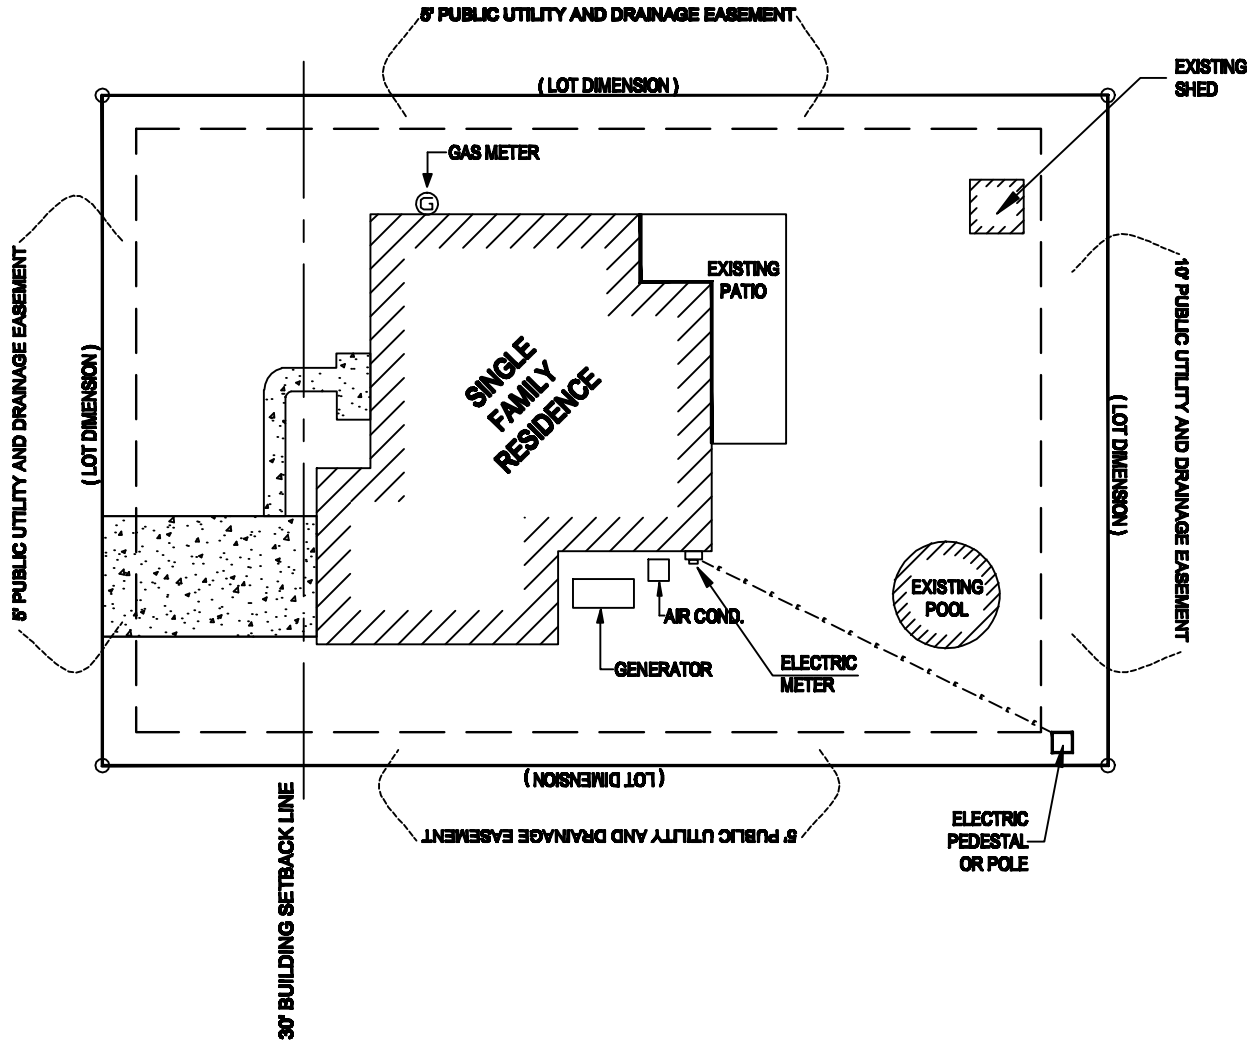 5' PUBLIC UTILITY AND DRAINAGE EASEMENT
( LOT DIMENSION )
EXISTING
SHED
GAS METER
G
5' PUBLIC UTILITY AND DRAINAGE EASEMENT
( LOT DIMENSION )
EXISTING
PATIO
SINGLE
FAMILY
RESIDENCE
10' PUBLIC UTILITY AND DRAINAGE EASEMENT
( LOT DIMENSION )
EXISTING
POOL
AIR COND.
GENERATOR
ELECTRIC
METER
( LOT DIMENSION )
5' PUBLIC UTILITY AND DRAINAGE EASEMENT
ELECTRIC
PEDESTAL
OR POLE
30' BUILDING SETBACK LINE